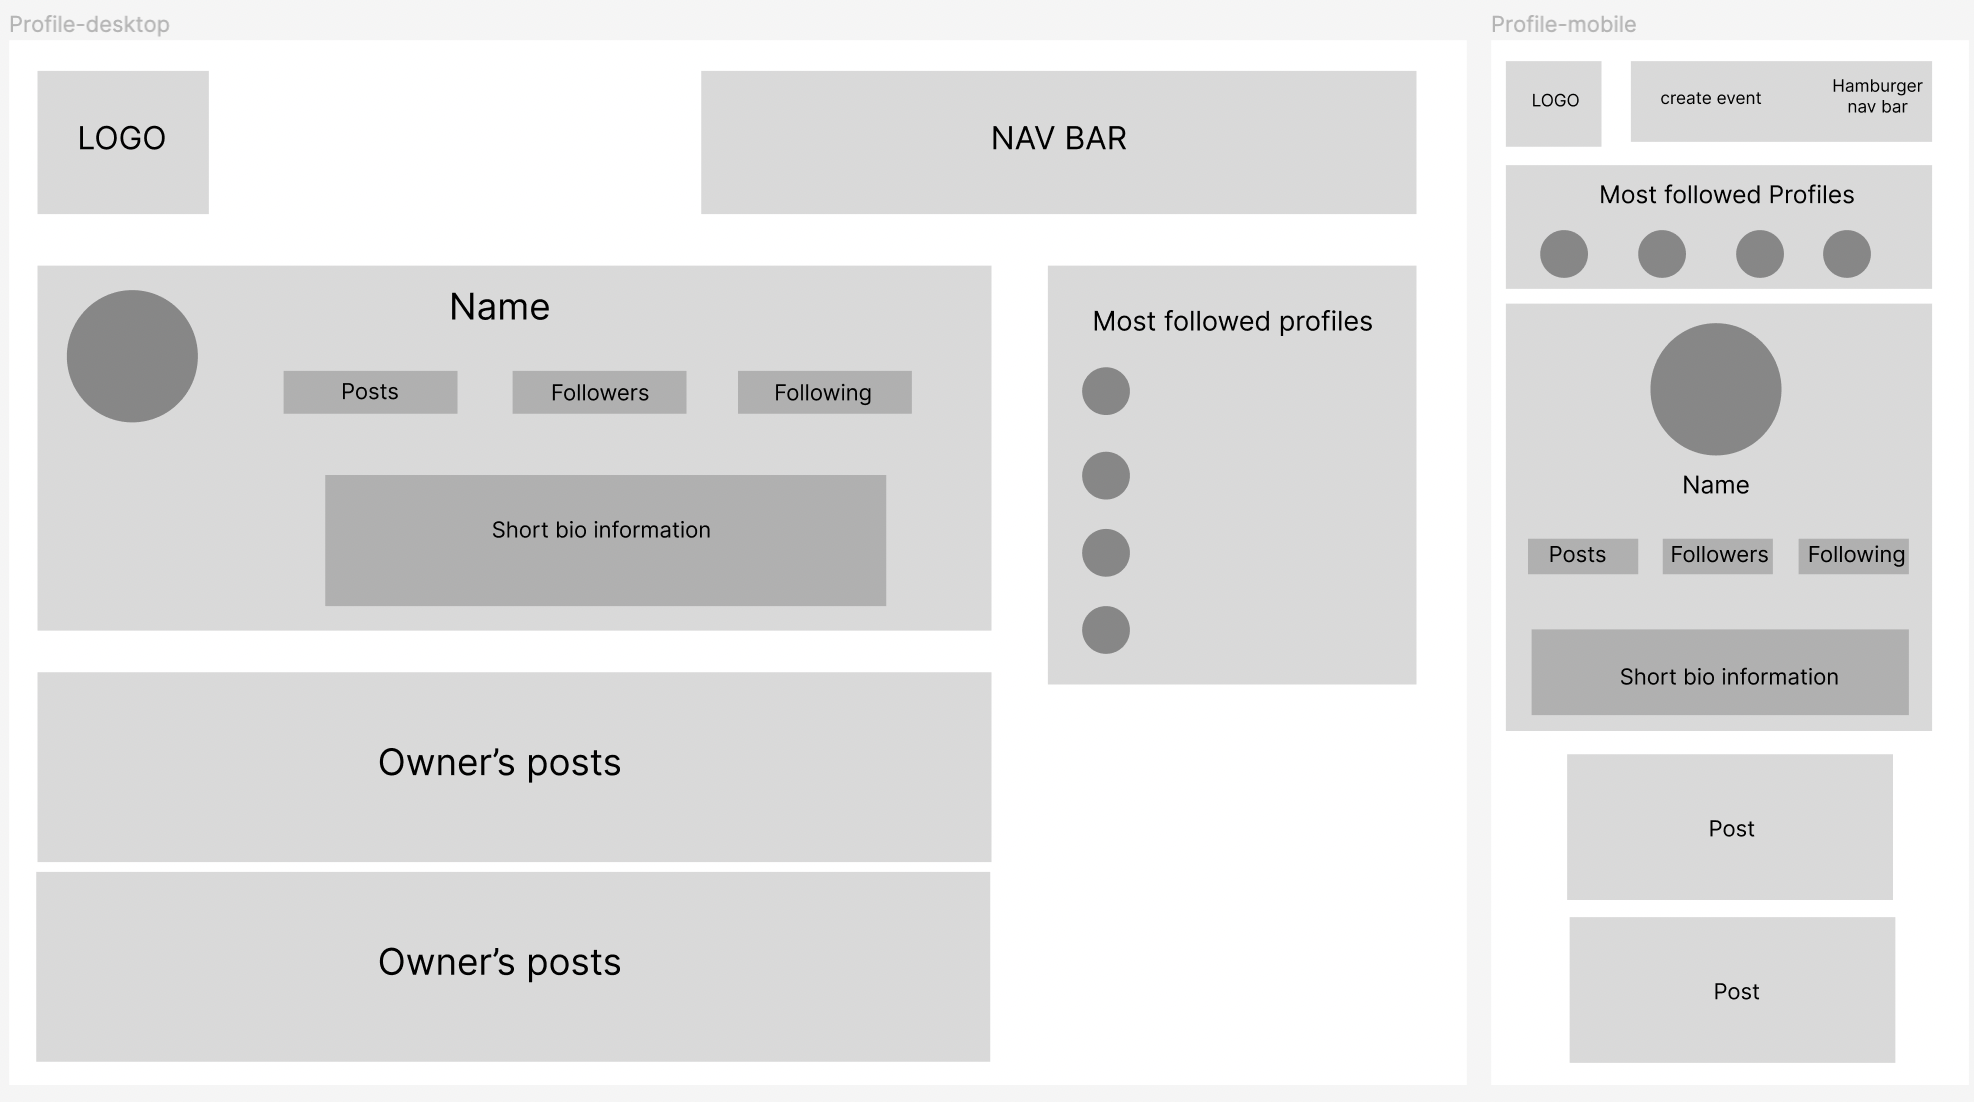 Profile-desktop
LOGO
NAV BAR
Name
Posts
Followers
Following
Short bio information
Most followed profiles
Owner’s posts
Owner’s posts
Profile-mobile
LOGO
create event
Hamburger
nav bar
Most followed Profiles
Name
Posts
Followers
Following
Short bio information
Post
Post